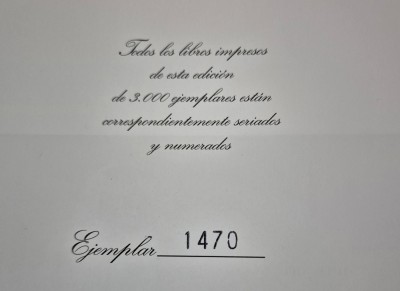 Todos los libros impresos
de esta edición
de 3.000 ejemplares están
correspondientemente seriados
y numerados
Ejemplar 1470